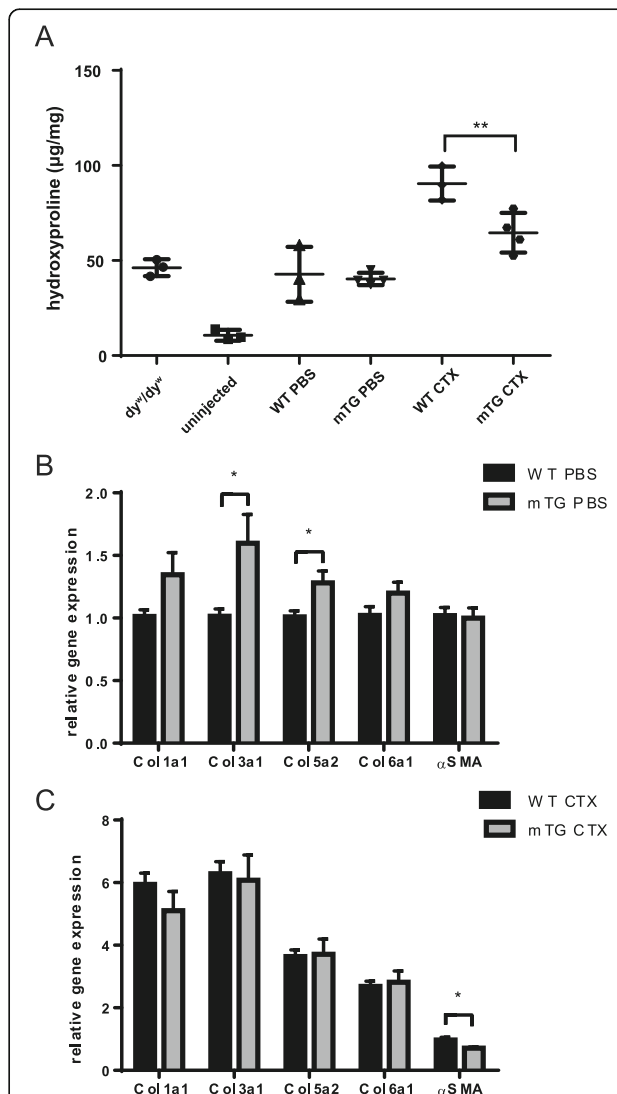 A
hydroxyproline (µg/mg)
150
100
50
0
**
dyʷ/dyʷ
uninjected
WT PBS
mTG PBS
WT CTX
mTG CTX
B
WT PBS
mTG PBS
relative gene expression
2.0
1.5
1.0
0.5
0.0
*
*
Col1a1
Col3a1
Col5a2
Col6a1
αSMA
C
WT CTX
mTG CTX
relative gene expression
8
6
4
2
0
*
Col1a1
Col3a1
Col5a2
Col6a1
αSMA